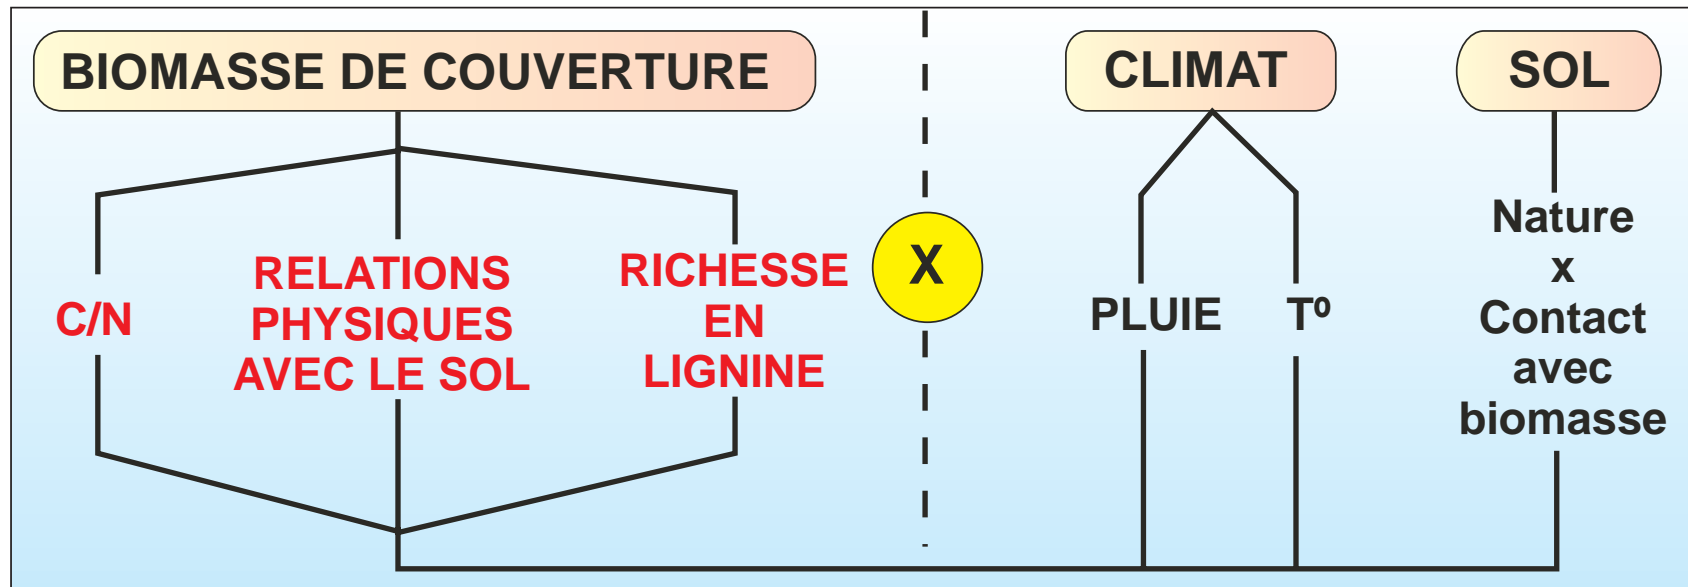 BIOMASSE DE COUVERTURE
C/N
RELATIONS
PHYSIQUES
AVEC LE SOL
RICHESSE
EN
LIGNINE
X
CLIMAT
PLUIE
Tº
SOL
Nature
x
Contact
avec
biomasse